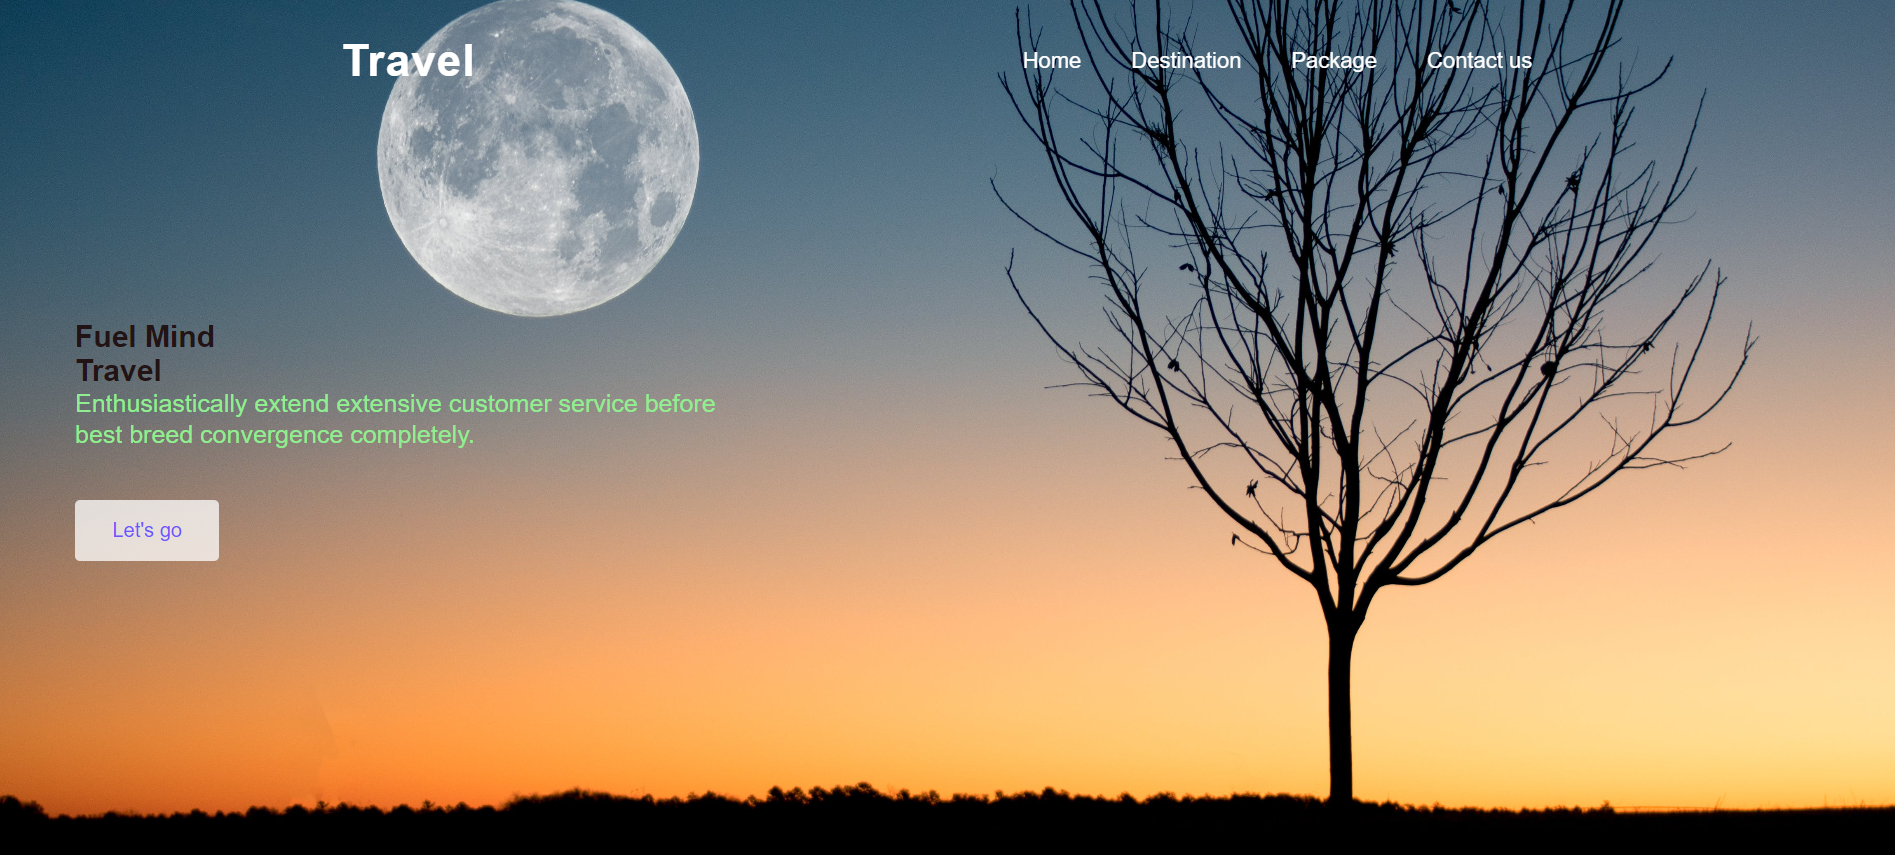 Travel
Home Destination Package Contact us
Fuel Mind
Travel
Enthusiastically extend extensive customer service before
best breed convergence completely.
Let's go